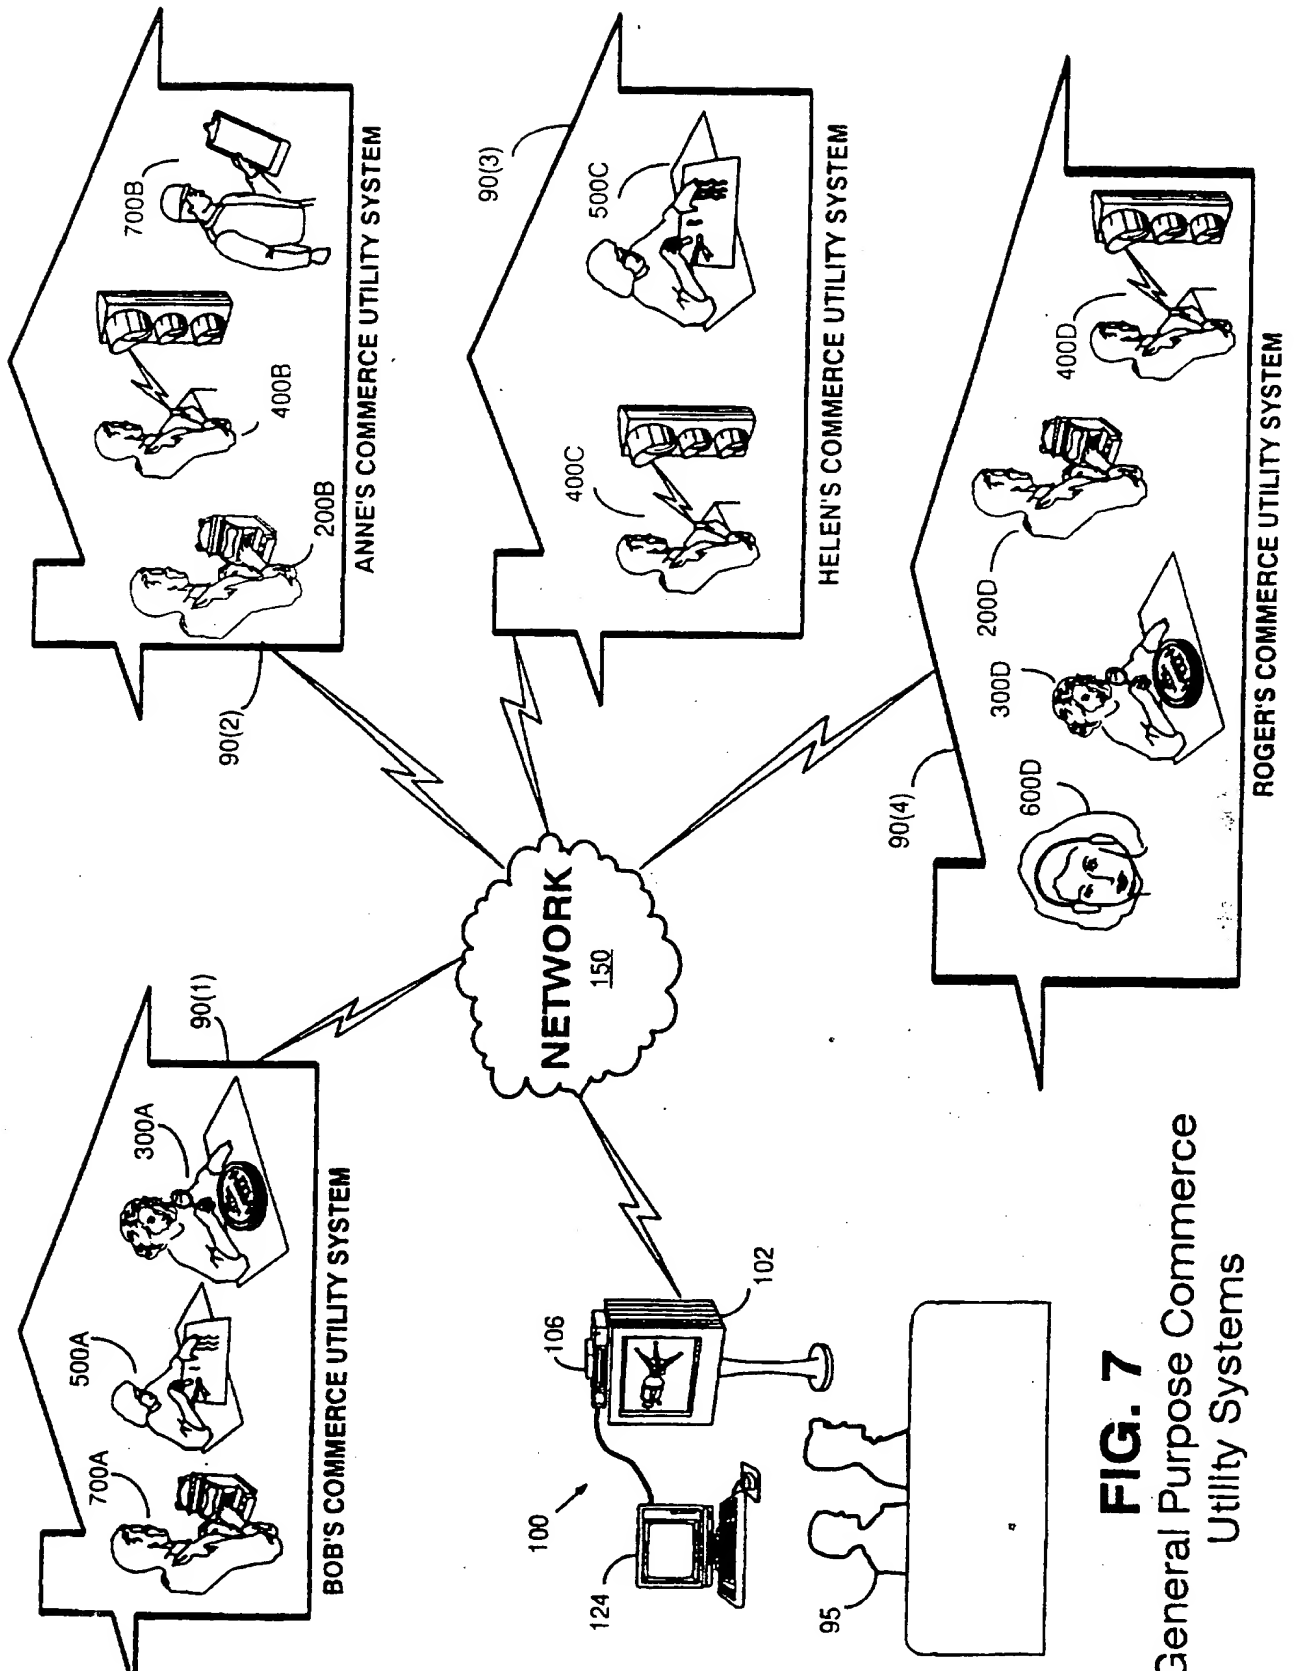 700A
500A
300A
90(1)
BOB'S COMMERCE UTILITY SYSTEM
90(2)
200B
400B
700B
ANNE'S COMMERCE UTILITY SYSTEM
90(3)
400C
500C
HELEN'S COMMERCE UTILITY SYSTEM
NETWORK
150
100
106
102
124
95
90(4)
600D
300D
200D
400D
ROGER'S COMMERCE UTILITY SYSTEM
FIG. 7
General Purpose Commerce
Utility Systems